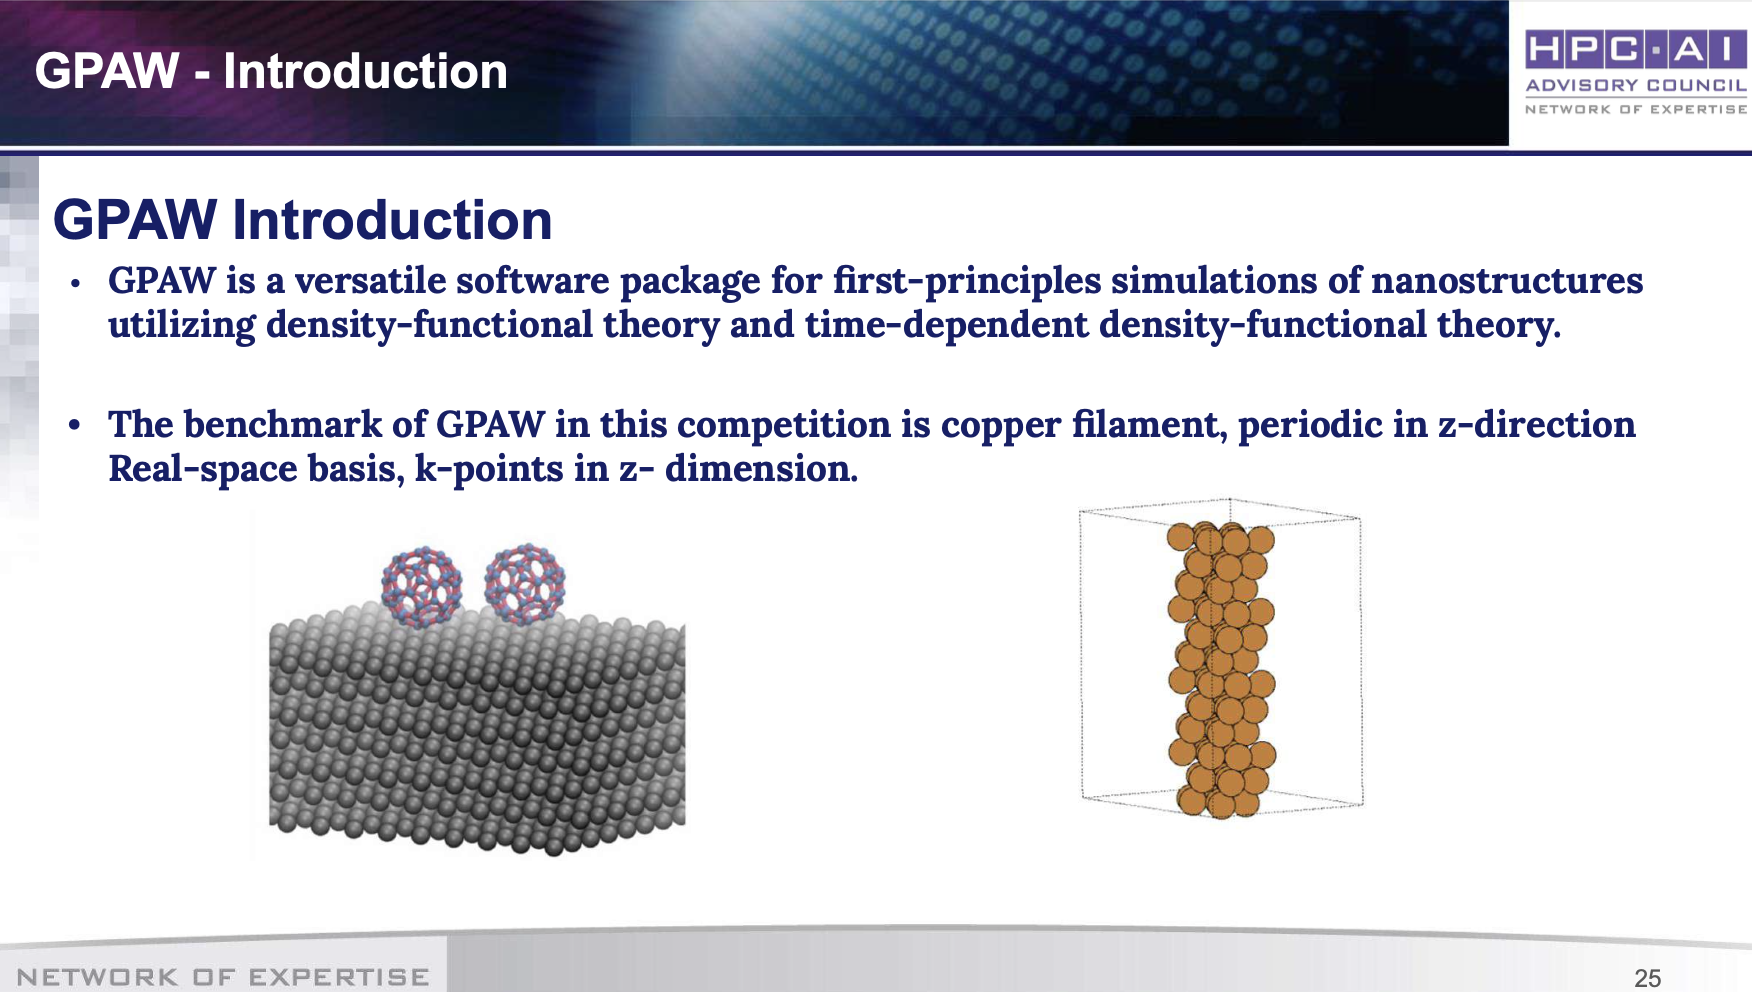 GPAW - Introduction
HPC·AI
ADVISORY COUNCIL
NETWORK OF EXPERTISE
GPAW Introduction
• GPAW is a versatile software package for first-principles simulations of nanostructures
utilizing density-functional theory and time-dependent density-functional theory.
• The benchmark of GPAW in this competition is copper filament, periodic in z-direction
Real-space basis, k-points in z- dimension.
NETWORK OF EXPERTISE
25